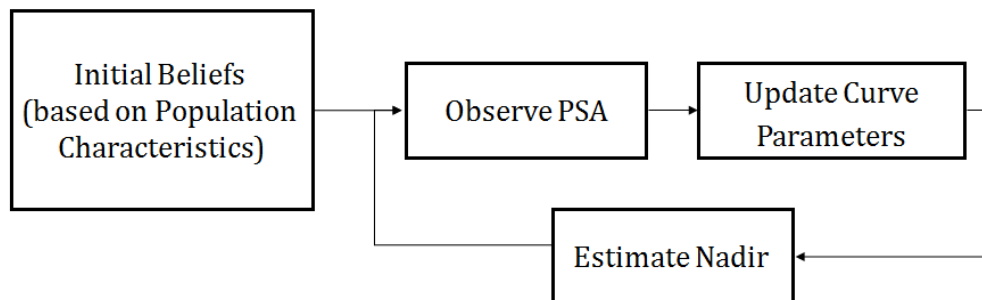 Initial Beliefs
(based on Population
Characteristics)
Observe PSA
Update Curve
Parameters
Estimate Nadir